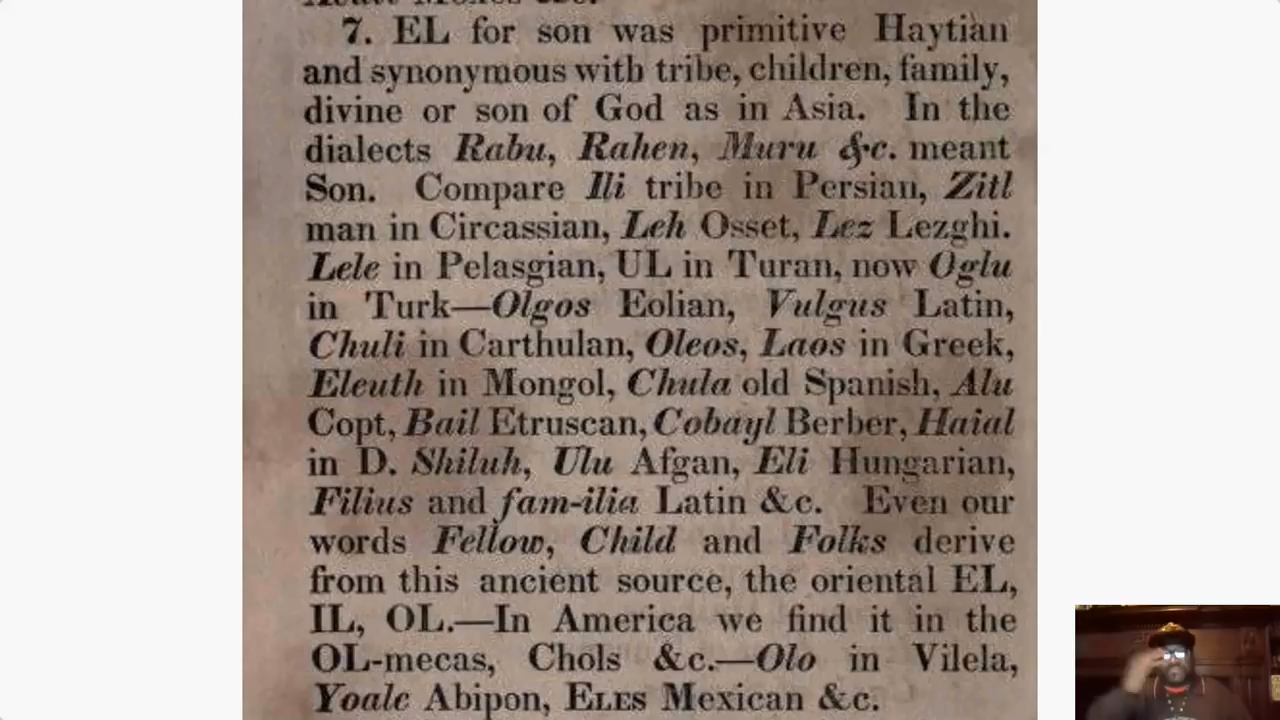 7. EL for son was primitive Haytian
and synonymous with tribe, children, family,
divine or son of God as in Asia. In the
dialects Rabu, Rahen, Muru &c. meant
Son. Compare Ili tribe in Persian, Zitl
man in Circassian, Leh Osset, Lez Lezghi.
Lele in Pelasgian, UL in Turan, now Oglu
in Turk—Olgos Eolian, Vulgus Latin,
Chuli in Carthulan, Oleos, Laos in Greek,
Eleuth in Mongol, Chula old Spanish, Alu
Copt, Bail Etruscan, Cobayl Berber, Haial
in D. Shiluh, Ulu Afgan, Eli Hungarian,
Filius and fam-ilia Latin &c. Even our
words Fellow, Child and Folks derive
from this ancient source, the oriental EL,
IL, OL.—In America we find it in the
OL-mecas, Chols &c.—Olo in Vilela,
Yoale Abipon, ELES Mexican &c.